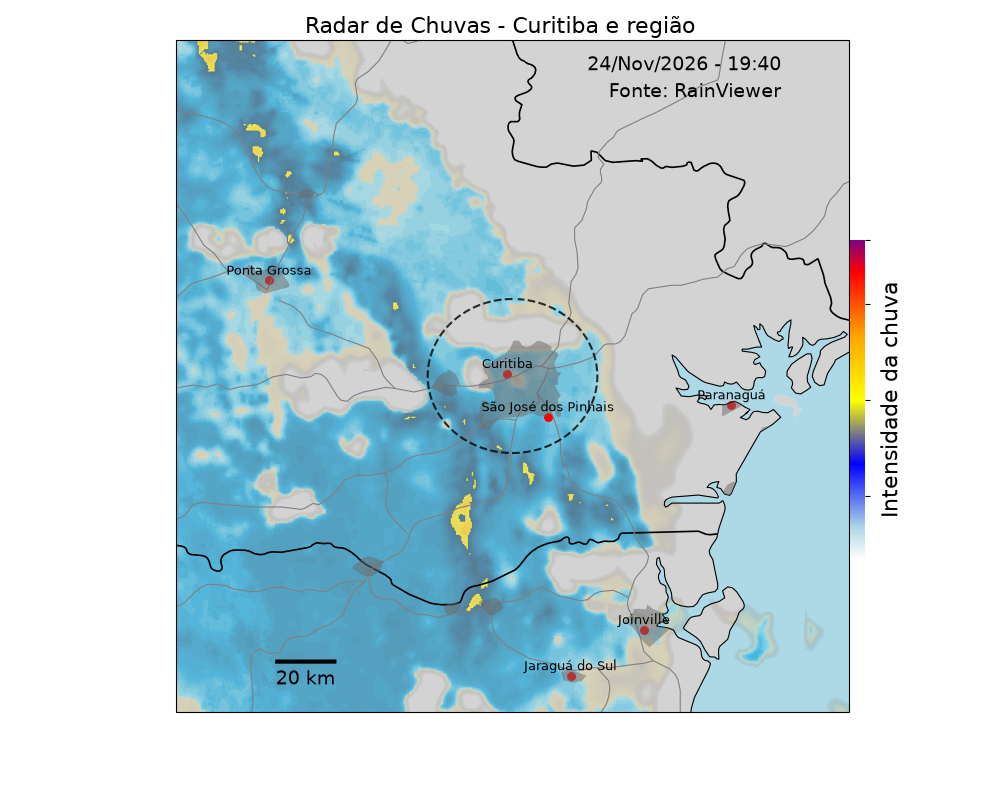 Radar de Chuvas - Curitiba e região
24/Nov/2026 - 19:40
Fonte: RainViewer
Ponta Grossa
Curitiba
Paranaguá
São José dos Pinhais
Intensidade da chuva
Joinville
Jaraguá do Sul
20 km